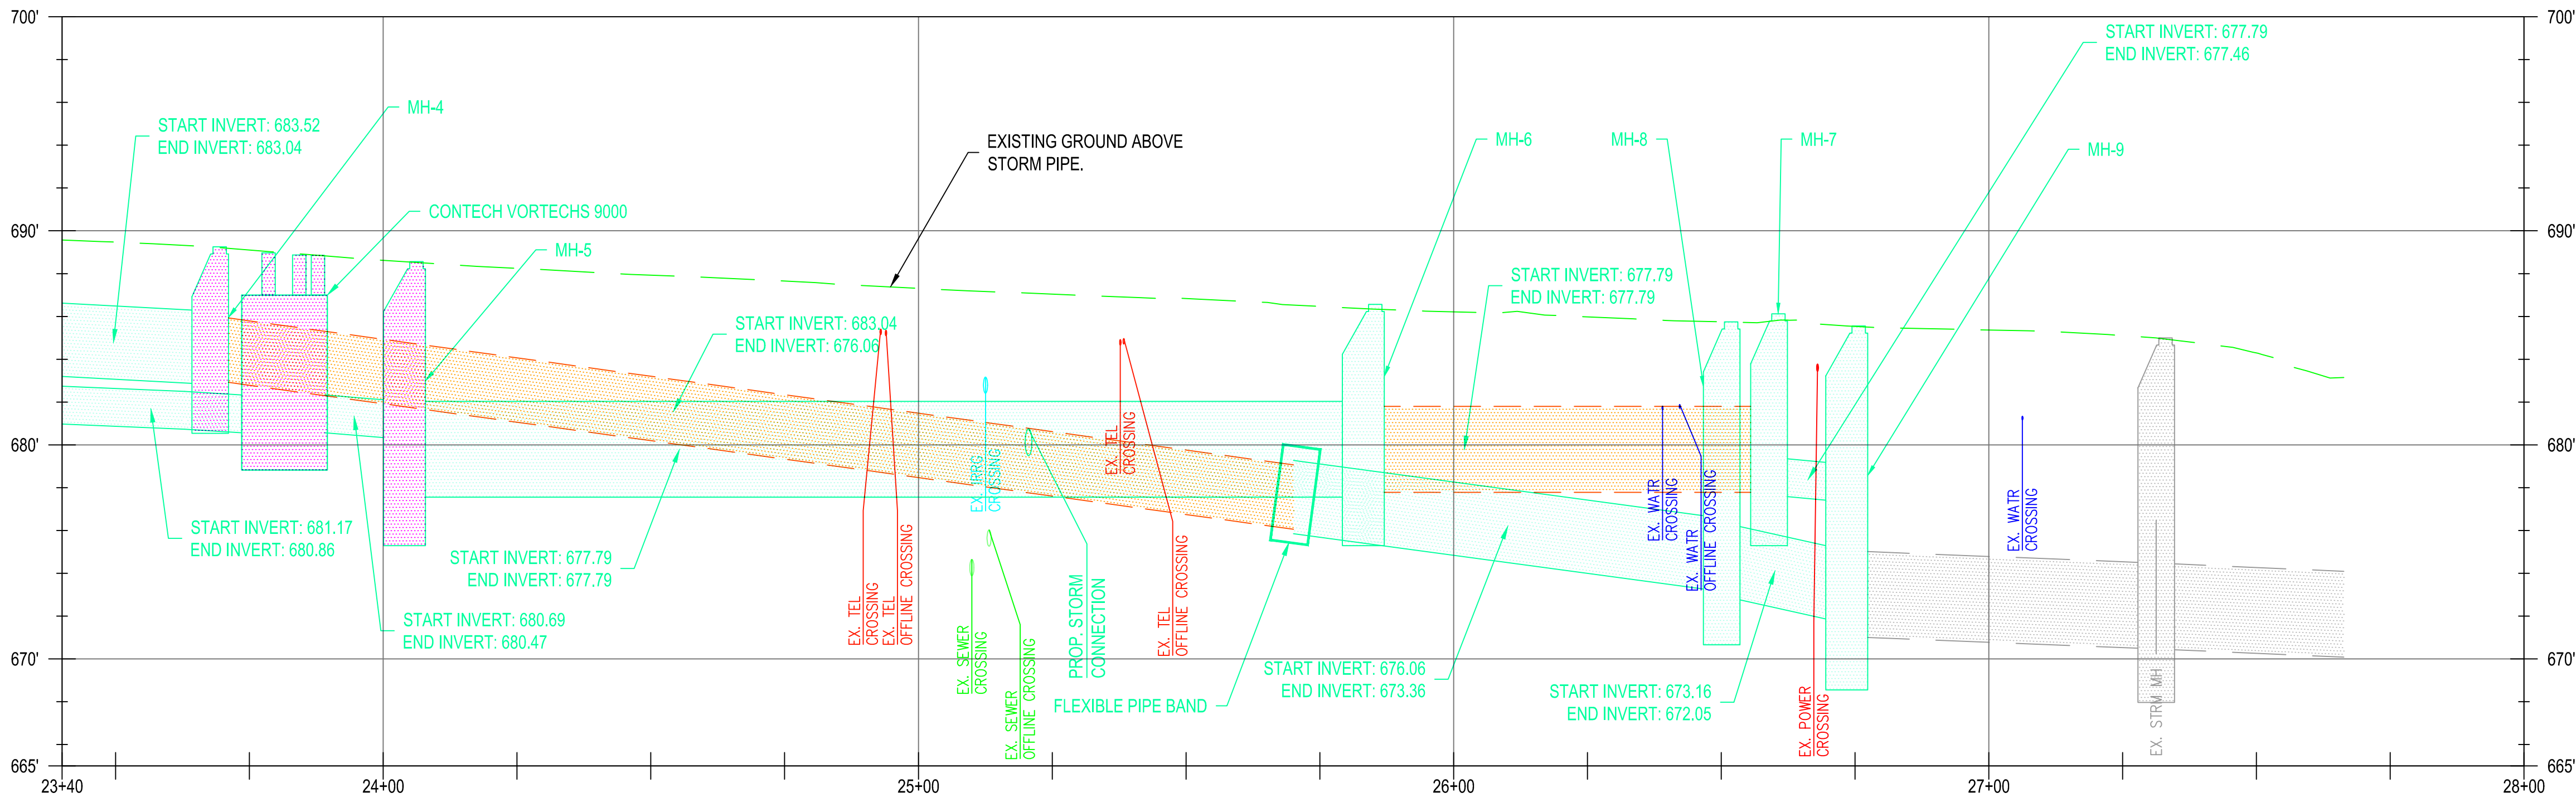 700'
700'
START INVERT: 677.79
END INVERT: 677.46
MH-4
START INVERT: 683.52
END INVERT: 683.04
EXISTING GROUND ABOVE
STORM PIPE.
MH-6
MH-8
MH-7
MH-9
CONTECH VORTECHS 9000
690'
690'
MH-5
START INVERT: 677.79
END INVERT: 677.79
START INVERT: 683.04
END INVERT: 676.06
680'
680'
EX. TEL
CROSSING
EX. IRRG
CROSSING
EX. WATR
CROSSING
EX. WATR
OFFLINE CROSSING
EX. WATR
CROSSING
START INVERT: 681.17
END INVERT: 680.86
START INVERT: 677.79
END INVERT: 677.79
EX. TEL
CROSSING
EX. TEL
OFFLINE CROSSING
EX. TEL
OFFLINE CROSSING
START INVERT: 680.69
END INVERT: 680.47
EX. SEWER
CROSSING
EX. SEWER
OFFLINE CROSSING
PROP. STORM
CONNECTION
670'
670'
START INVERT: 676.06
END INVERT: 673.36
START INVERT: 673.16
END INVERT: 672.05
FLEXIBLE PIPE BAND
EX. POWER
CROSSING
EX. STRM MH
665'
665'
23+40
24+00
25+00
26+00
27+00
28+00